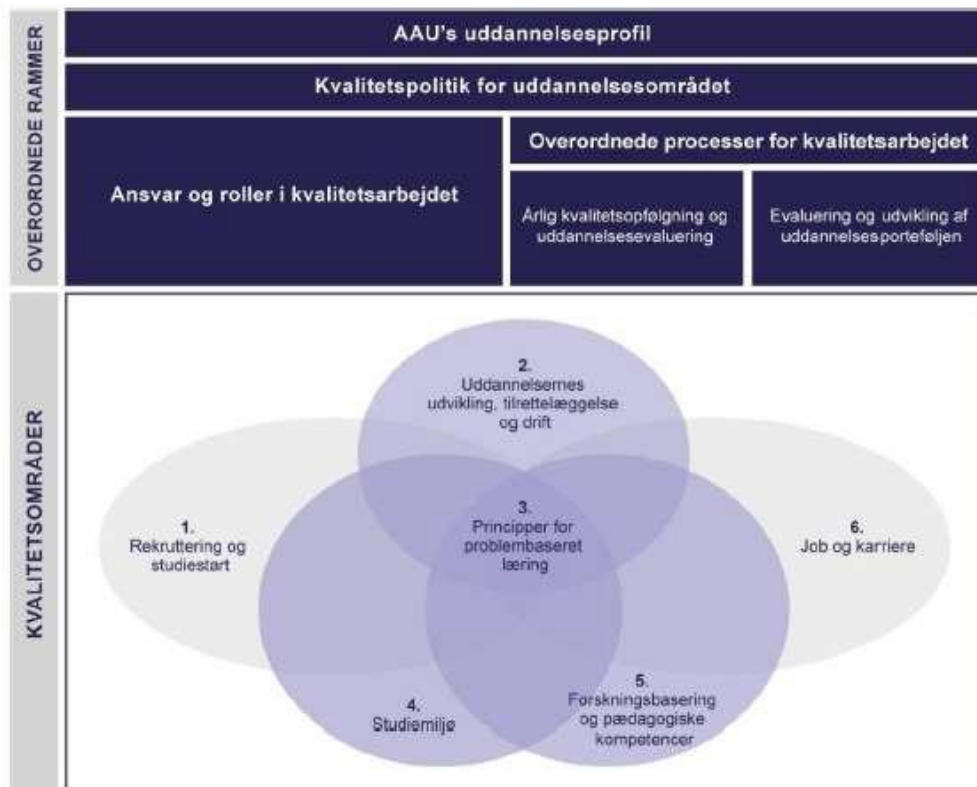 OVERORDNEDE RAMMER
AAU's uddannelsesprofil
Kvalitetspolitik for uddannelsesområdet
Ansvar og roller i kvalitetsarbejdet
Overordnede processer for kvalitetsarbejdet
Årlig kvalitetsopfølgning og
uddannelsesevaluering
Evaluering og udvikling af
uddannelsesporteføljen
KVALITETSOMRÅDER
1.
Rekruttering og
studiestart
2.
Uddannelsernes
udvikling, tilrettelæggelse
og drift
3.
Principper for
problembaseret
læring
4.
Studiemiljø
5.
Forskningsbasering
og pædagogiske
kompetencer
6.
Job og karriere